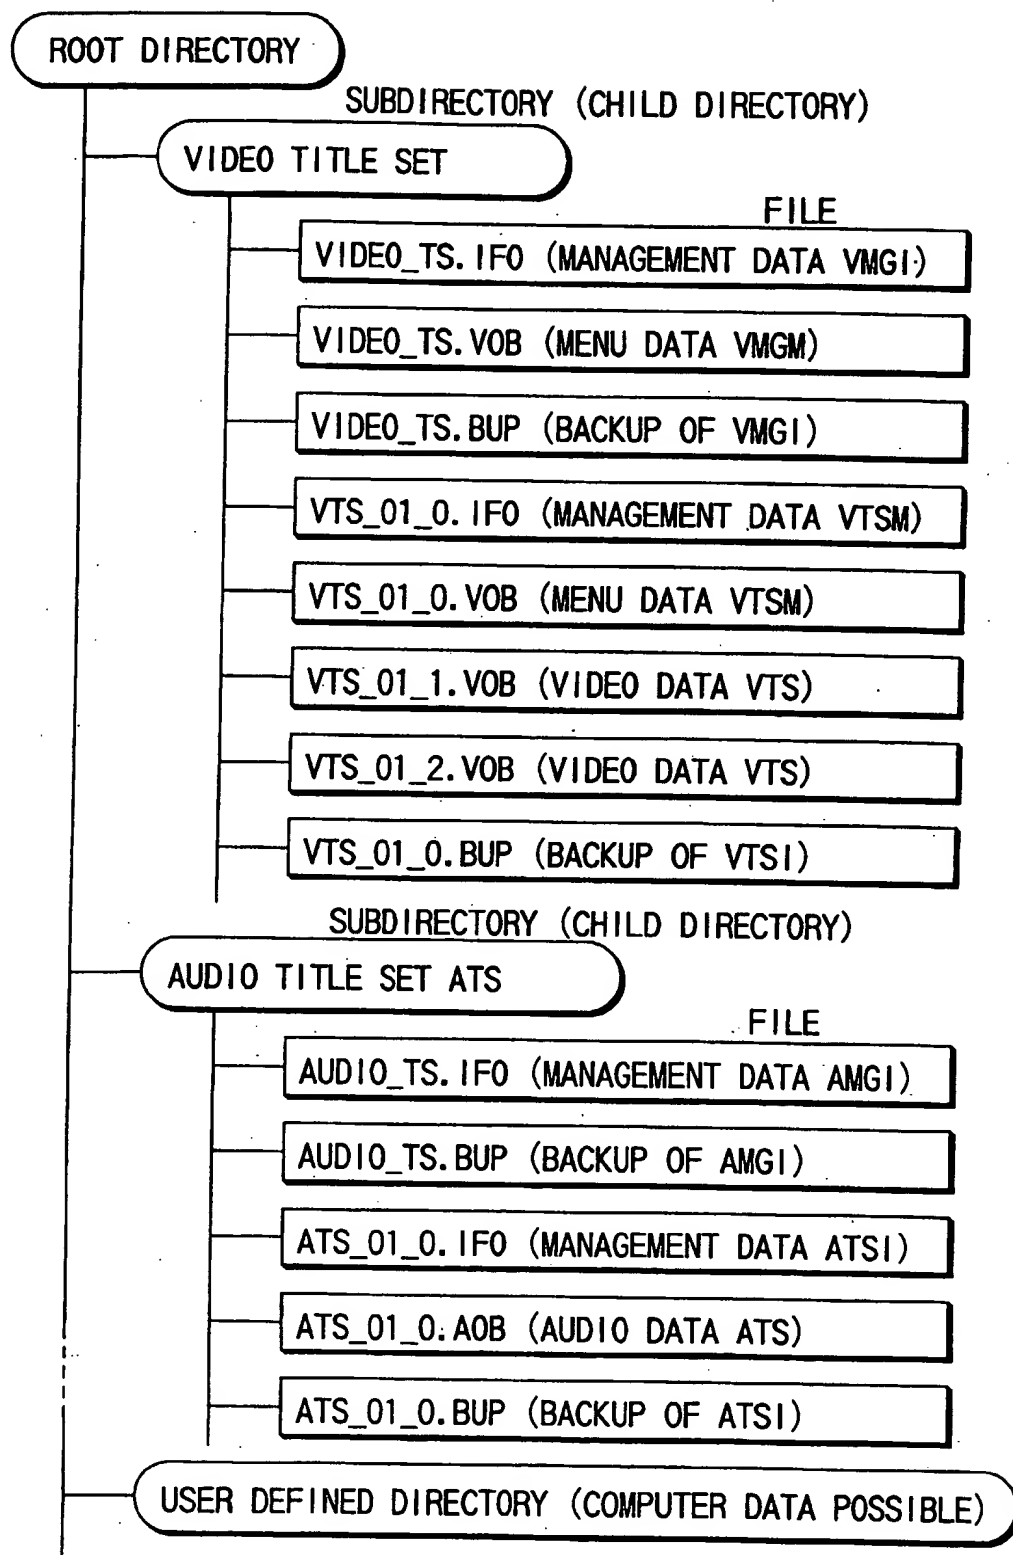 ROOT DIRECTORY
SUBDIRECTORY (CHILD DIRECTORY)
VIDEO TITLE SET
FILE
VIDEO_TS.IFO (MANAGEMENT DATA VMGI)
VIDEO_TS.VOB (MENU DATA VMGM)
VIDEO_TS.BUP (BACKUP OF VMGI)
VTS_01_0.IFO (MANAGEMENT DATA VTSM)
VTS_01_0.VOB (MENU DATA VTSM)
VTS_01_1.VOB (VIDEO DATA VTS)
VTS_01_2.VOB (VIDEO DATA VTS)
VTS_01_0.BUP (BACKUP OF VTSI)
SUBDIRECTORY (CHILD DIRECTORY)
AUDIO TITLE SET ATS
FILE
AUDIO_TS.IFO (MANAGEMENT DATA AMGI)
AUDIO_TS.BUP (BACKUP OF AMGI)
ATS_01_0.IFO (MANAGEMENT DATA ATSI)
ATS_01_0.AOB (AUDIO DATA ATS)
ATS_01_0.BUP (BACKUP OF ATSI)
USER DEFINED DIRECTORY (COMPUTER DATA POSSIBLE)